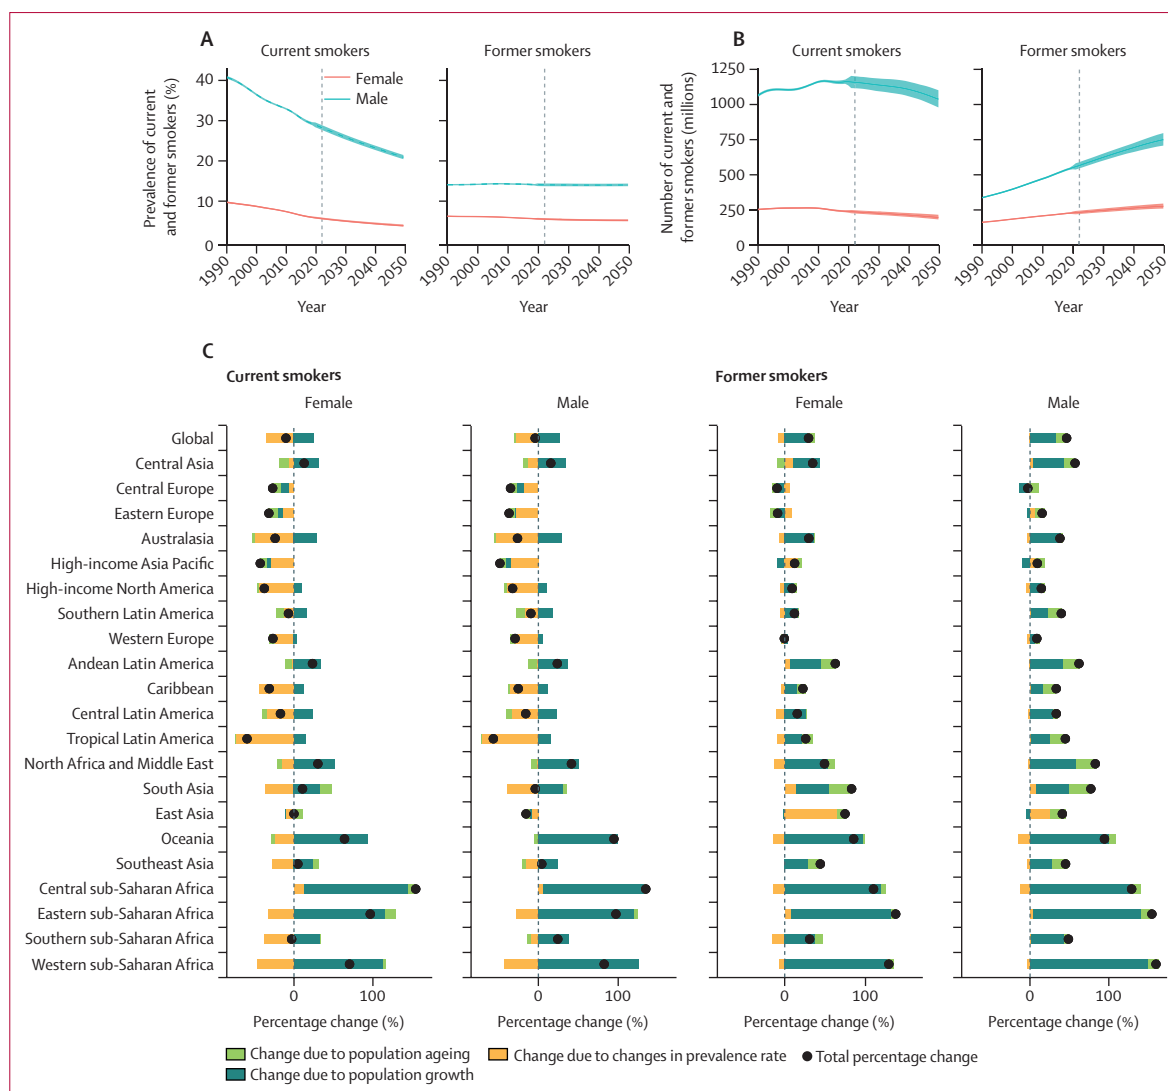 A
B
Current smokers
Former smokers
Current smokers
Former smokers
Prevalence of current
and former smokers (%)
40
30
20
10
0
Female
Male
1990
2000
2010
2020
2030
2040
2050
Year
1990
2000
2010
2020
2030
2040
2050
Year
Number of current and
former smokers (millions)
1250
1000
750
500
250
0
1990
2000
2010
2020
2030
2040
2050
Year
1990
2000
2010
2020
2030
2040
2050
Year
C
Current smokers
Former smokers
Female
Male
Female
Male
Global
Central Asia
Central Europe
Eastern Europe
Australasia
High-income Asia Pacific
High-income North America
Southern Latin America
Western Europe
Andean Latin America
Caribbean
Central Latin America
Tropical Latin America
North Africa and Middle East
South Asia
East Asia
Oceania
Southeast Asia
Central sub-Saharan Africa
Eastern sub-Saharan Africa
Southern sub-Saharan Africa
Western sub-Saharan Africa
0 100
0 100
0 100
0 100
Percentage change (%)
Percentage change (%)
Percentage change (%)
Percentage change (%)
Change due to population ageing
Change due to changes in prevalence rate
Total percentage change
Change due to population growth